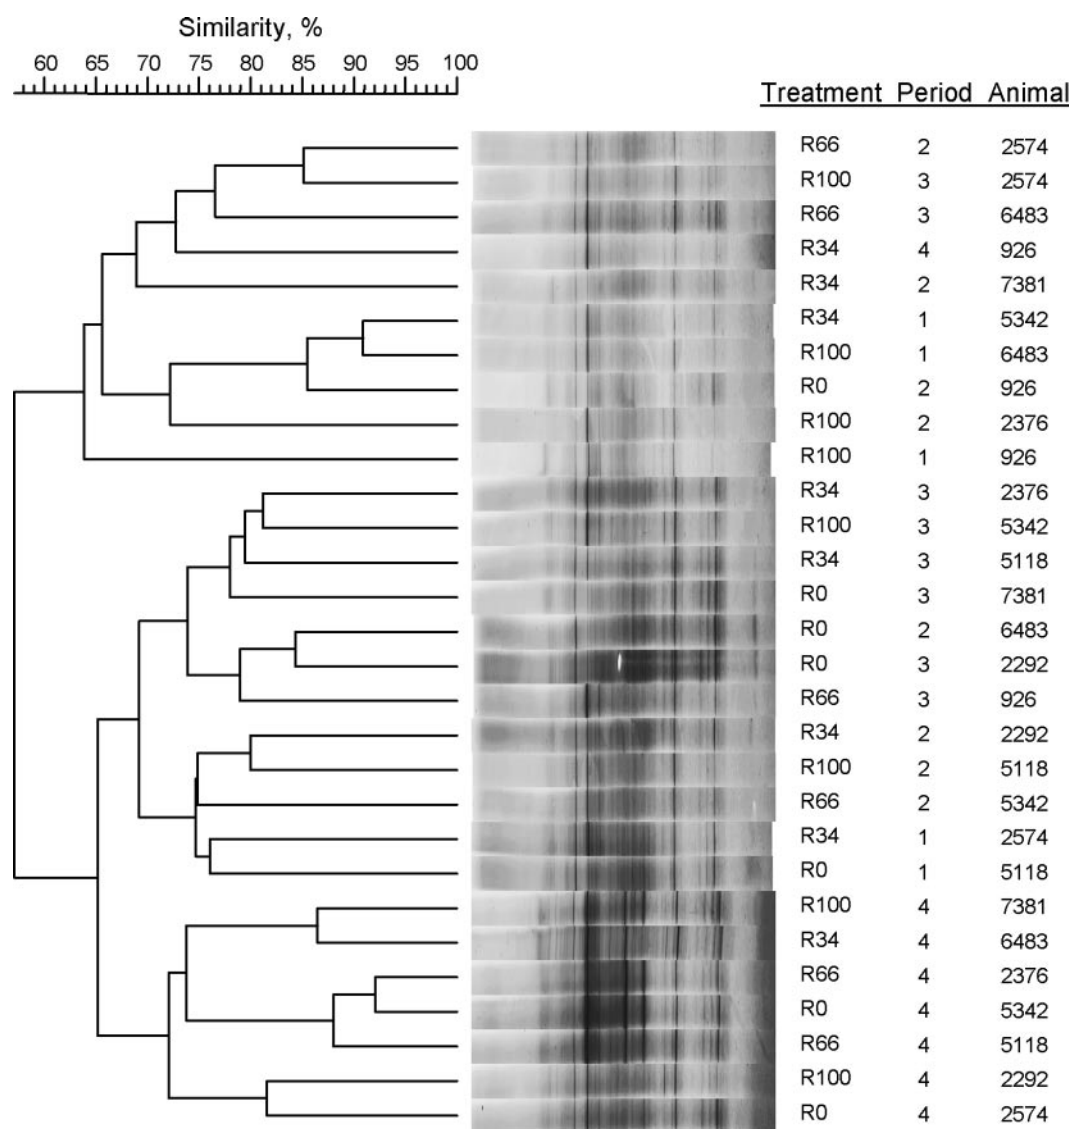 Similarity, %
60 65 70 75 80 85 90 95 100
Treatment Period Animal
R66 2 2574
R100 3 2574
R66 3 6483
R34 4 926
R34 2 7381
R34 1 5342
R100 1 6483
R0 2 926
R100 2 2376
R100 1 926
R34 3 2376
R100 3 5342
R34 3 5118
R0 3 7381
R0 2 6483
R0 3 2292
R66 3 926
R34 2 2292
R100 2 5118
R66 2 5342
R34 1 2574
R0 1 5118
R100 4 7381
R34 4 6483
R66 4 2376
R0 4 5342
R66 4 5118
R100 4 2292
R0 4 2574